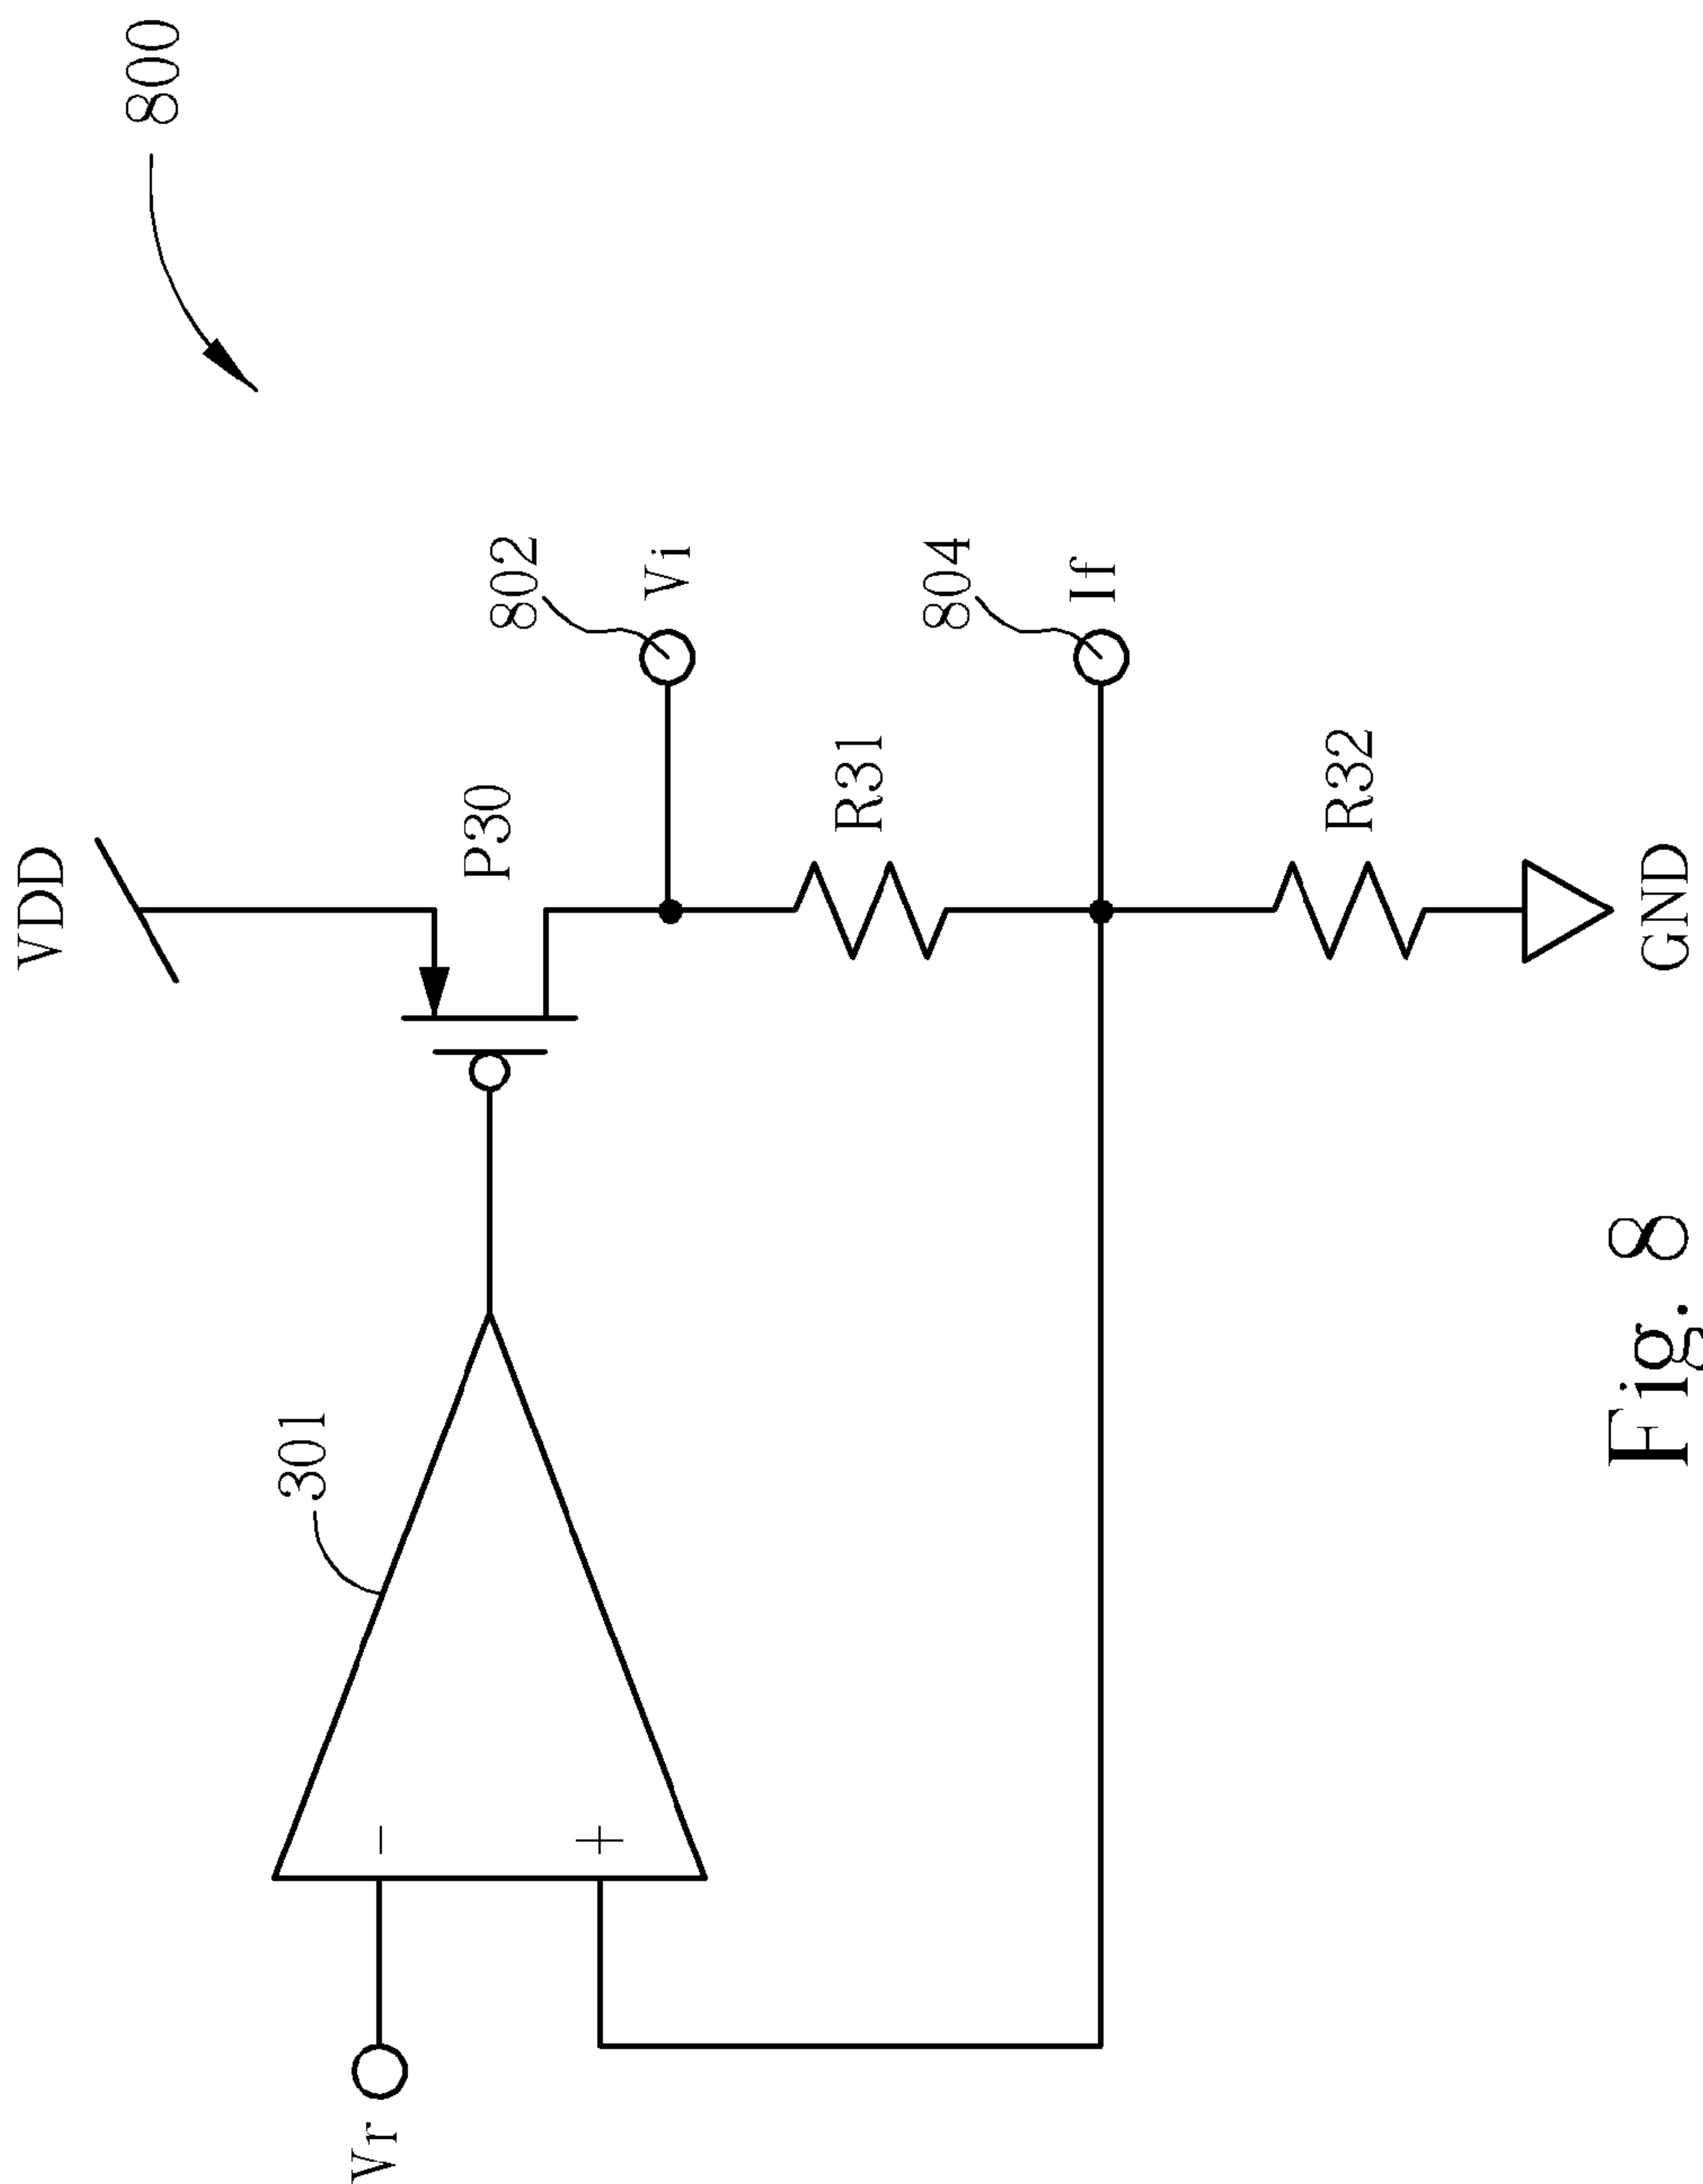 800
VDD
301
P30
802
Vr
-
Vi
+
R31
804
If
R32
GND
Fig. 8